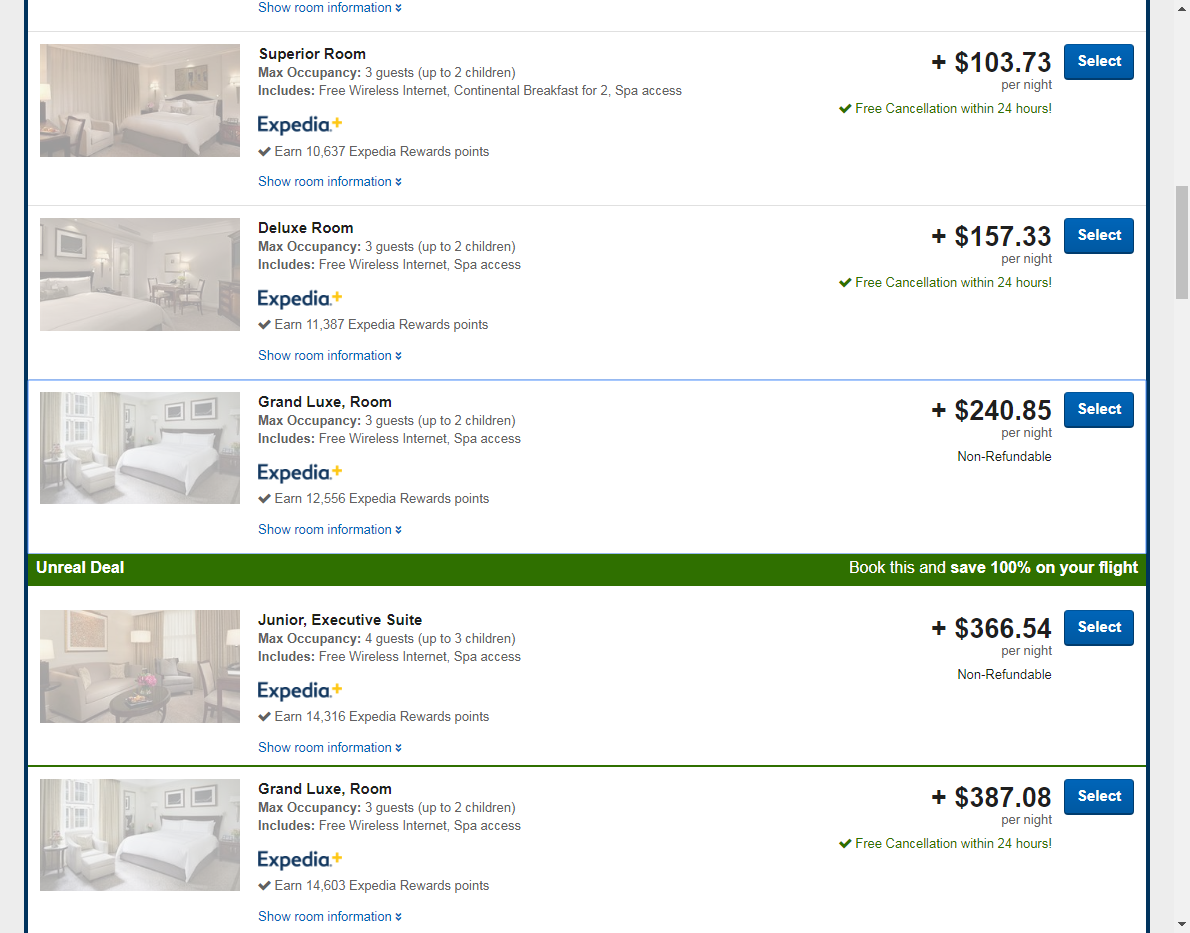 Show room information
Superior Room
Max Occupancy: 3 guests (up to 2 children)
Includes: Free Wireless Internet, Continental Breakfast for 2, Spa access
Expedia.+
Earn 10,637 Expedia Rewards points
Show room information
+ $103.73
per night
Free Cancellation within 24 hours!
Select
Deluxe Room
Max Occupancy: 3 guests (up to 2 children)
Includes: Free Wireless Internet, Spa access
Expedia.+
Earn 11,387 Expedia Rewards points
Show room information
+ $157.33
per night
Free Cancellation within 24 hours!
Select
Grand Luxe, Room
Max Occupancy: 3 guests (up to 2 children)
Includes: Free Wireless Internet, Spa access
Expedia.+
Earn 12,556 Expedia Rewards points
Show room information
+ $240.85
per night
Non-Refundable
Select
Unreal Deal
Book this and save 100% on your flight
Junior, Executive Suite
Max Occupancy: 4 guests (up to 3 children)
Includes: Free Wireless Internet, Spa access
Expedia.+
Earn 14,316 Expedia Rewards points
Show room information
+ $366.54
per night
Non-Refundable
Select
Grand Luxe, Room
Max Occupancy: 3 guests (up to 2 children)
Includes: Free Wireless Internet, Spa access
Expedia.+
Earn 14,603 Expedia Rewards points
Show room information
+ $387.08
per night
Free Cancellation within 24 hours!
Select